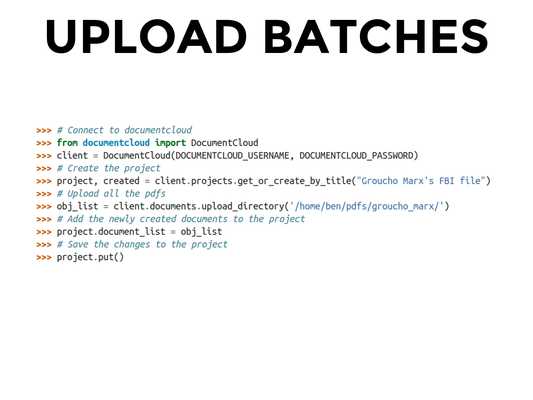 UPLOAD BATCHES
>>> # Connect to documentcloud
>>> from documentcloud import DocumentCloud
>>> client = DocumentCloud(DOCUMENTCLOUD_USERNAME, DOCUMENTCLOUD_PASSWORD)
>>> # Create the project
>>> project, created = client.projects.get_or_create_by_title("Groucho Marx's FBI file")
>>> # Upload all the pdfs
>>> obj_list = client.documents.upload_directory('/home/ben/pdfs/groucho_marx/')
>>> # Add the newly created documents to the project
>>> project.document_list = obj_list
>>> # Save the changes to the project
>>> project.put()